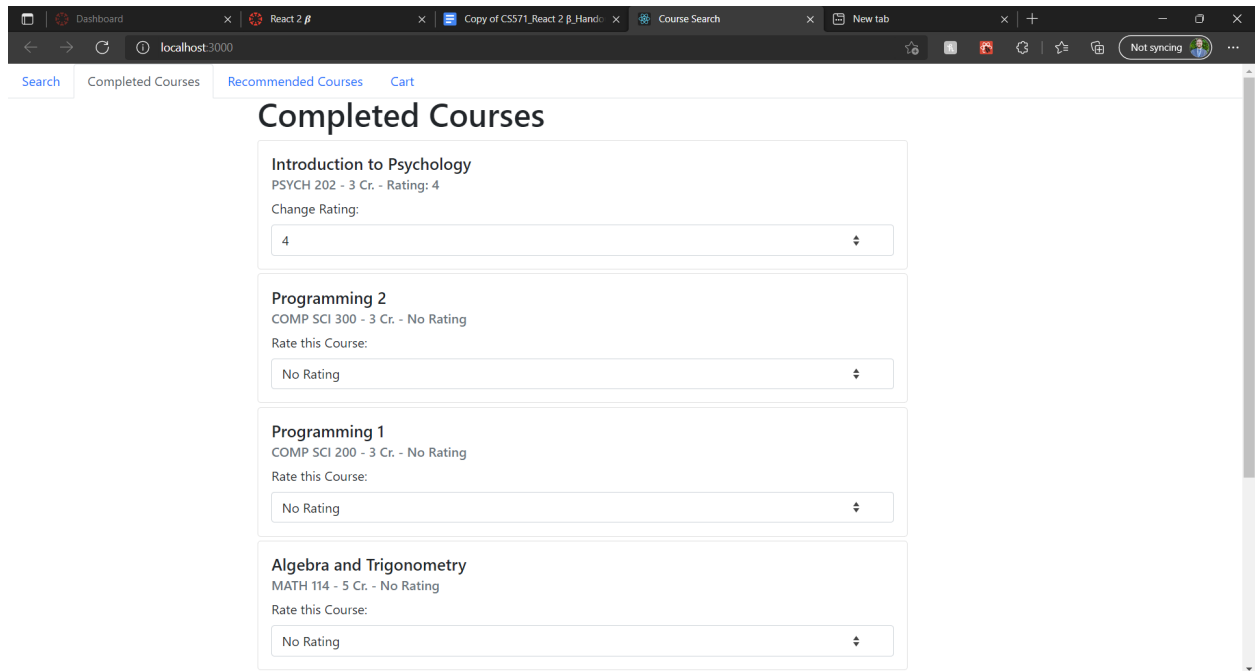 Dashboard
React 2 β
Copy of CS571_React 2 β_Hando
Course Search
New tab
localhost:3000
Not syncing
Search
Completed Courses
Recommended Courses
Cart
Completed Courses
Introduction to Psychology
PSYCH 202 - 3 Cr. - Rating: 4
Change Rating:
4
Programming 2
COMP SCI 300 - 3 Cr. - No Rating
Rate this Course:
No Rating
Programming 1
COMP SCI 200 - 3 Cr. - No Rating
Rate this Course:
No Rating
Algebra and Trigonometry
MATH 114 - 5 Cr. - No Rating
Rate this Course:
No Rating